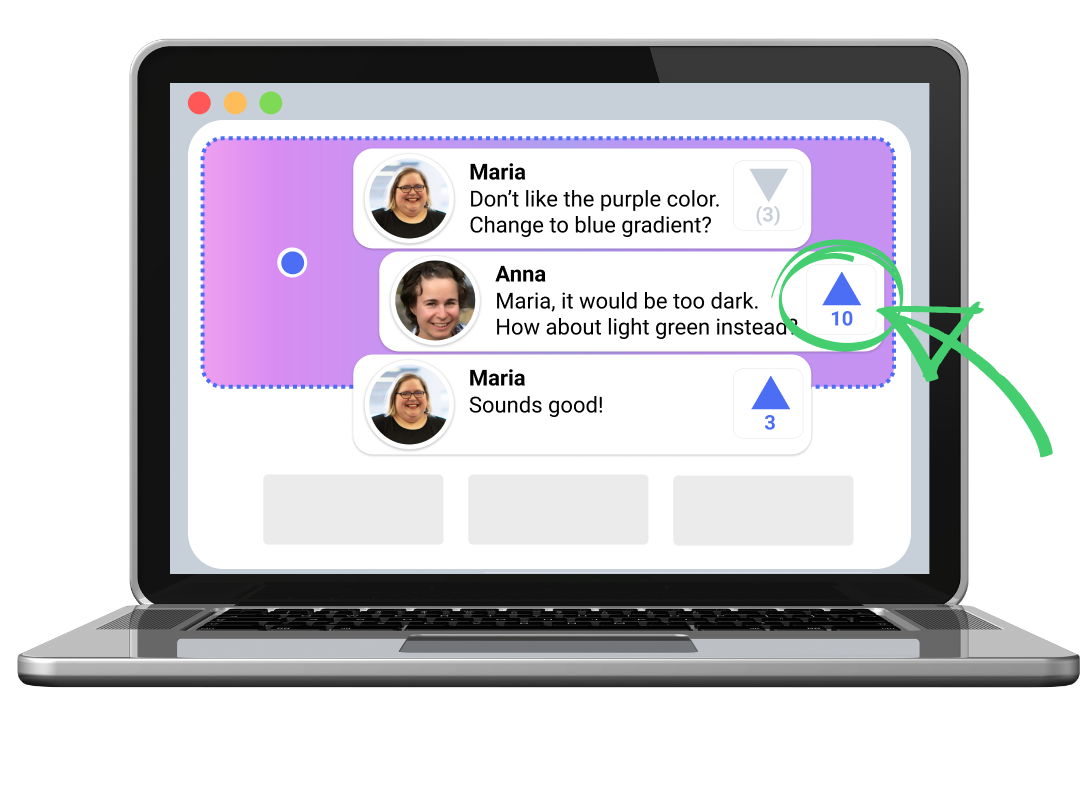 Maria
Don’t like the purple color.
Change to blue gradient?
(3)
Anna
Maria, it would be too dark.
How about light green instead?
10
Maria
Sounds good!
3